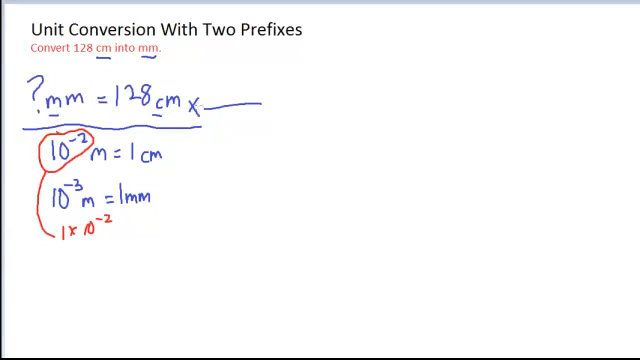 Unit Conversion With Two Prefixes
Convert 128 cm into mm.
? mm = 128 cm × ____
10⁻² m = 1 cm
10⁻³ m = 1 mm
1 × 10⁻²